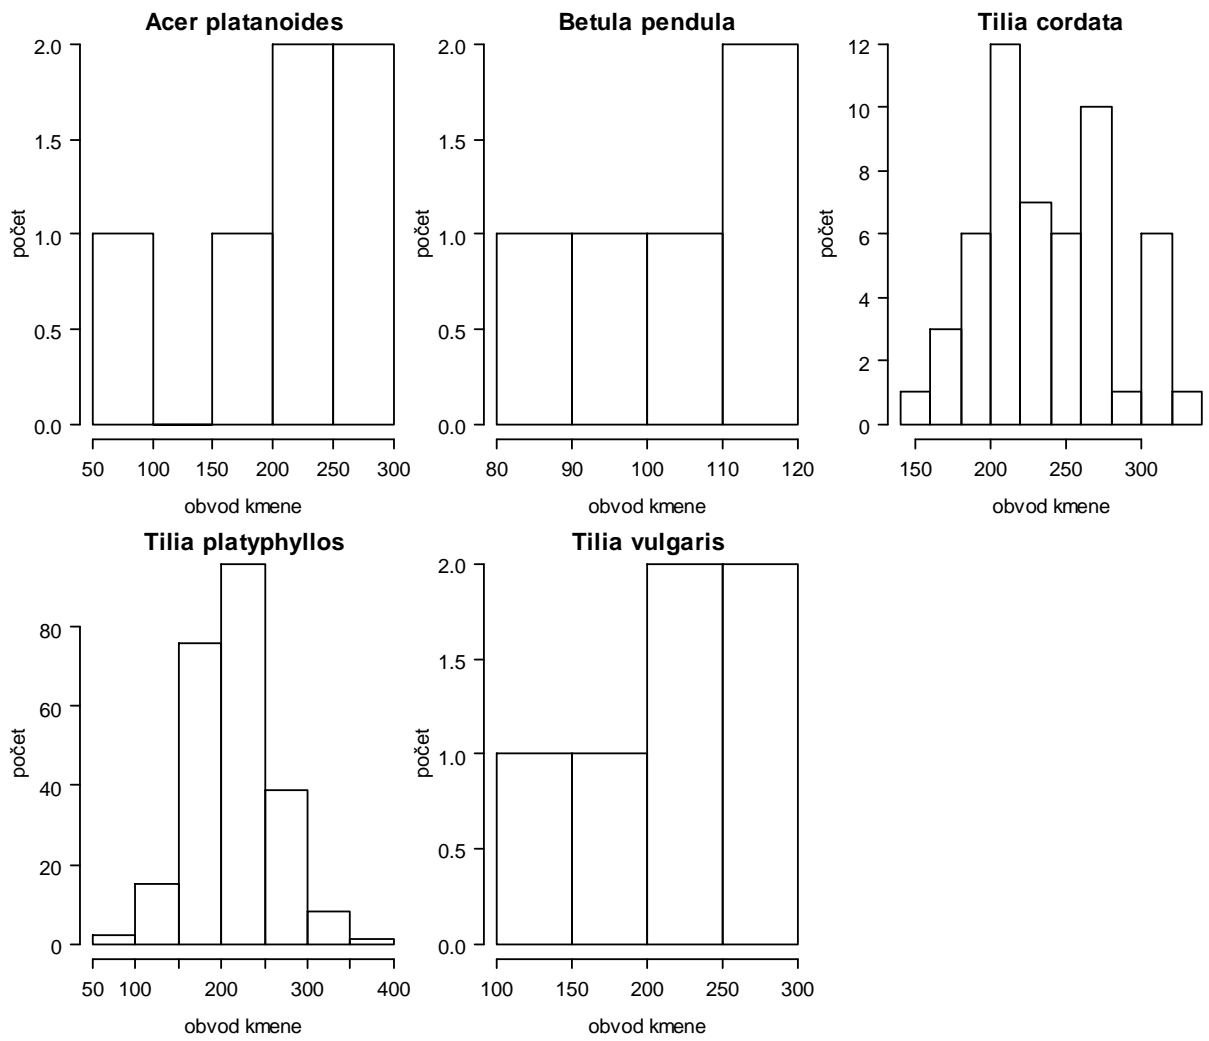 Acer platanoides
2.0
1.5
1.0
0.5
0.0
počet
50 100 150 200 250 300
obvod kmene
Betula pendula
2.0
1.5
1.0
0.5
0.0
počet
80 90 100 110 120
obvod kmene
Tilia cordata
12
10
8
6
4
2
0
počet
150 200 250 300
obvod kmene
Tilia platyphyllos
80
60
40
20
0
počet
50 100 200 300 400
obvod kmene
Tilia vulgaris
2.0
1.5
1.0
0.5
0.0
počet
100 150 200 250 300
obvod kmene